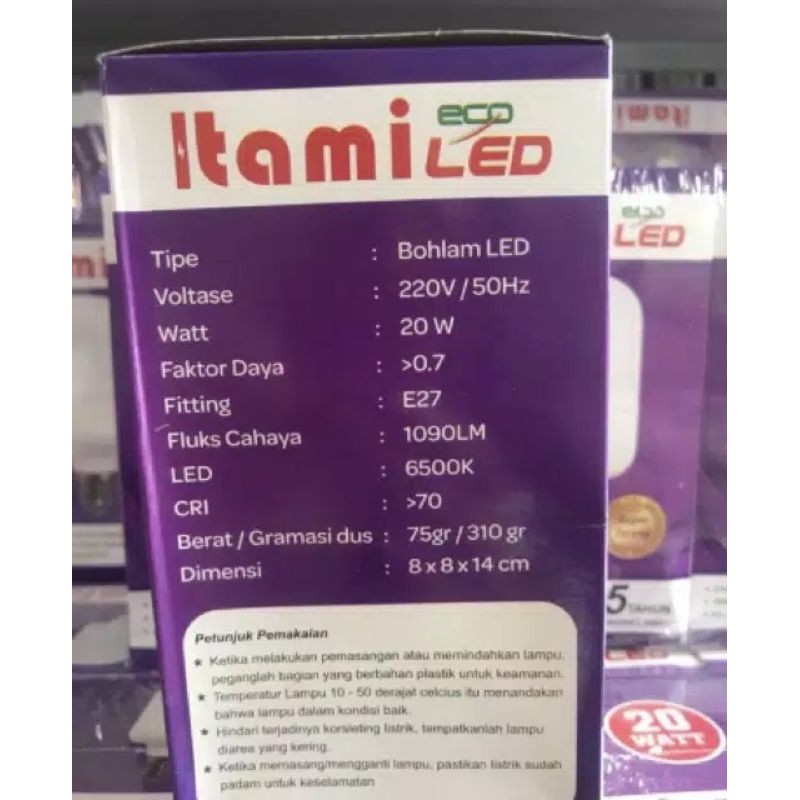 Itami eco LED
Tipe : Bohlam LED
Voltase : 220V / 50Hz
Watt : 20 W
Faktor Daya : >0.7
Fitting : E27
Fluks Cahaya : 1090LM
LED : 6500K
CRI : >70
Berat / Gramasi dus : 75gr / 310 gr
Dimensi : 8 x 8 x 14 cm
Petunjuk Pemakaian
★ Ketika melakukan pemasangan atau memindahkan lampu,
peganglah bagian yang berbahan plastik untuk keamanan.
★ Temperatur Lampu 10 - 50 derajat celcius itu menandakan
bahwa lampu dalam kondisi baik.
★ Hindari terjadinya korsleting listrik, tempatkanlah lampu
diarea yang kering.
★ Ketika memasang/mengganti lampu, pastikan listrik sudah
padam untuk keselamatan
eco
LED
5 TAHUN
LED
20
WATT